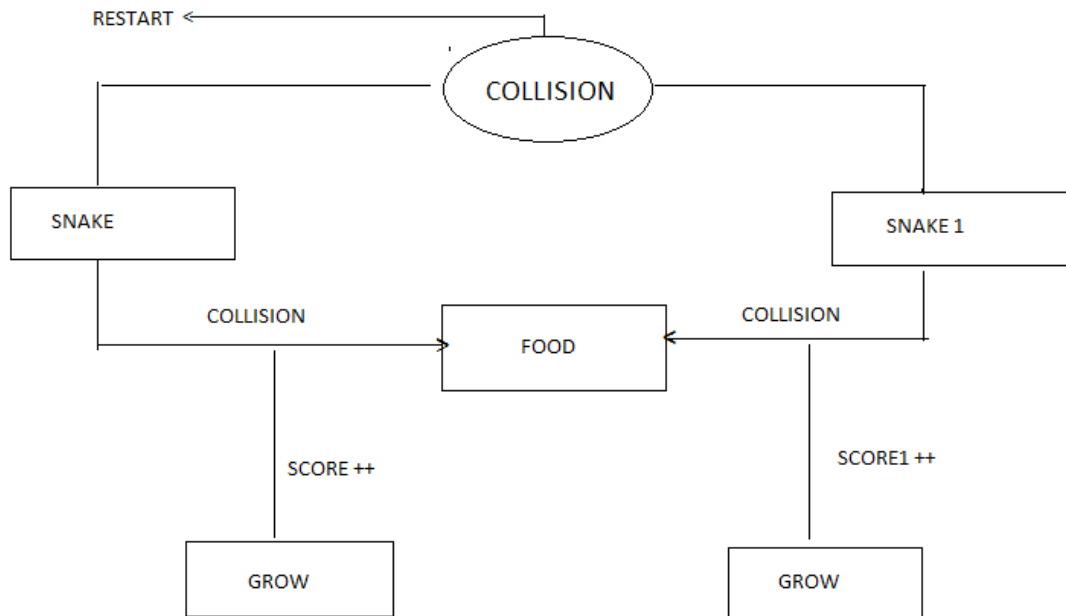 RESTART
COLLISION
SNAKE
SNAKE 1
COLLISION
COLLISION
FOOD
SCORE ++
SCORE1 ++
GROW
GROW